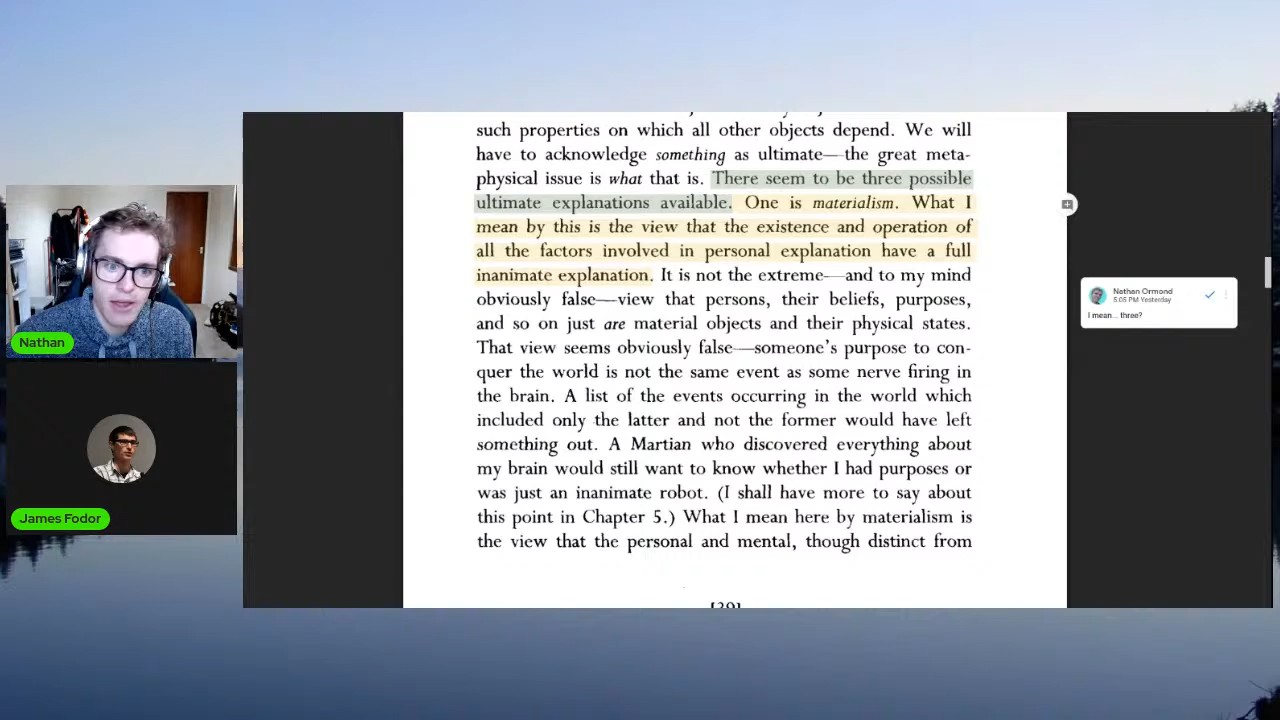 such properties on which all other objects depend. We will
have to acknowledge something as ultimate—the great meta-
physical issue is what that is. There seem to be three possible
ultimate explanations available. One is materialism. What I
mean by this is the view that the existence and operation of
all the factors involved in personal explanation have a full
inanimate explanation. It is not the extreme—and to my mind
obviously false—view that persons, their beliefs, purposes,
and so on just are material objects and their physical states.
That view seems obviously false—someone's purpose to con-
quer the world is not the same event as some nerve firing in
the brain. A list of the events occurring in the world which
included only the latter and not the former would have left
something out. A Martian who discovered everything about
my brain would still want to know whether I had purposes or
was just an inanimate robot. (I shall have more to say about
this point in Chapter 5.) What I mean here by materialism is
the view that the personal and mental, though distinct from
Nathan Ormond
5:05 PM Yesterday
I mean... three?
Nathan
James Fodor